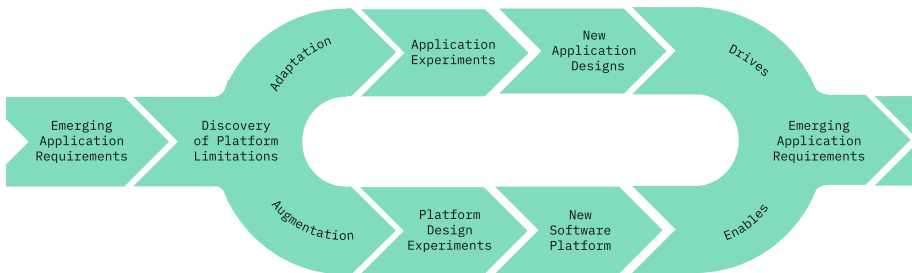 Emerging
Application
Requirements
Discovery
of Platform
Limitations
Adaptation
Application
Experiments
New
Application
Designs
Drives
Augmentation
Platform
Design
Experiments
New
Software
Platform
Enables
Emerging
Application
Requirements